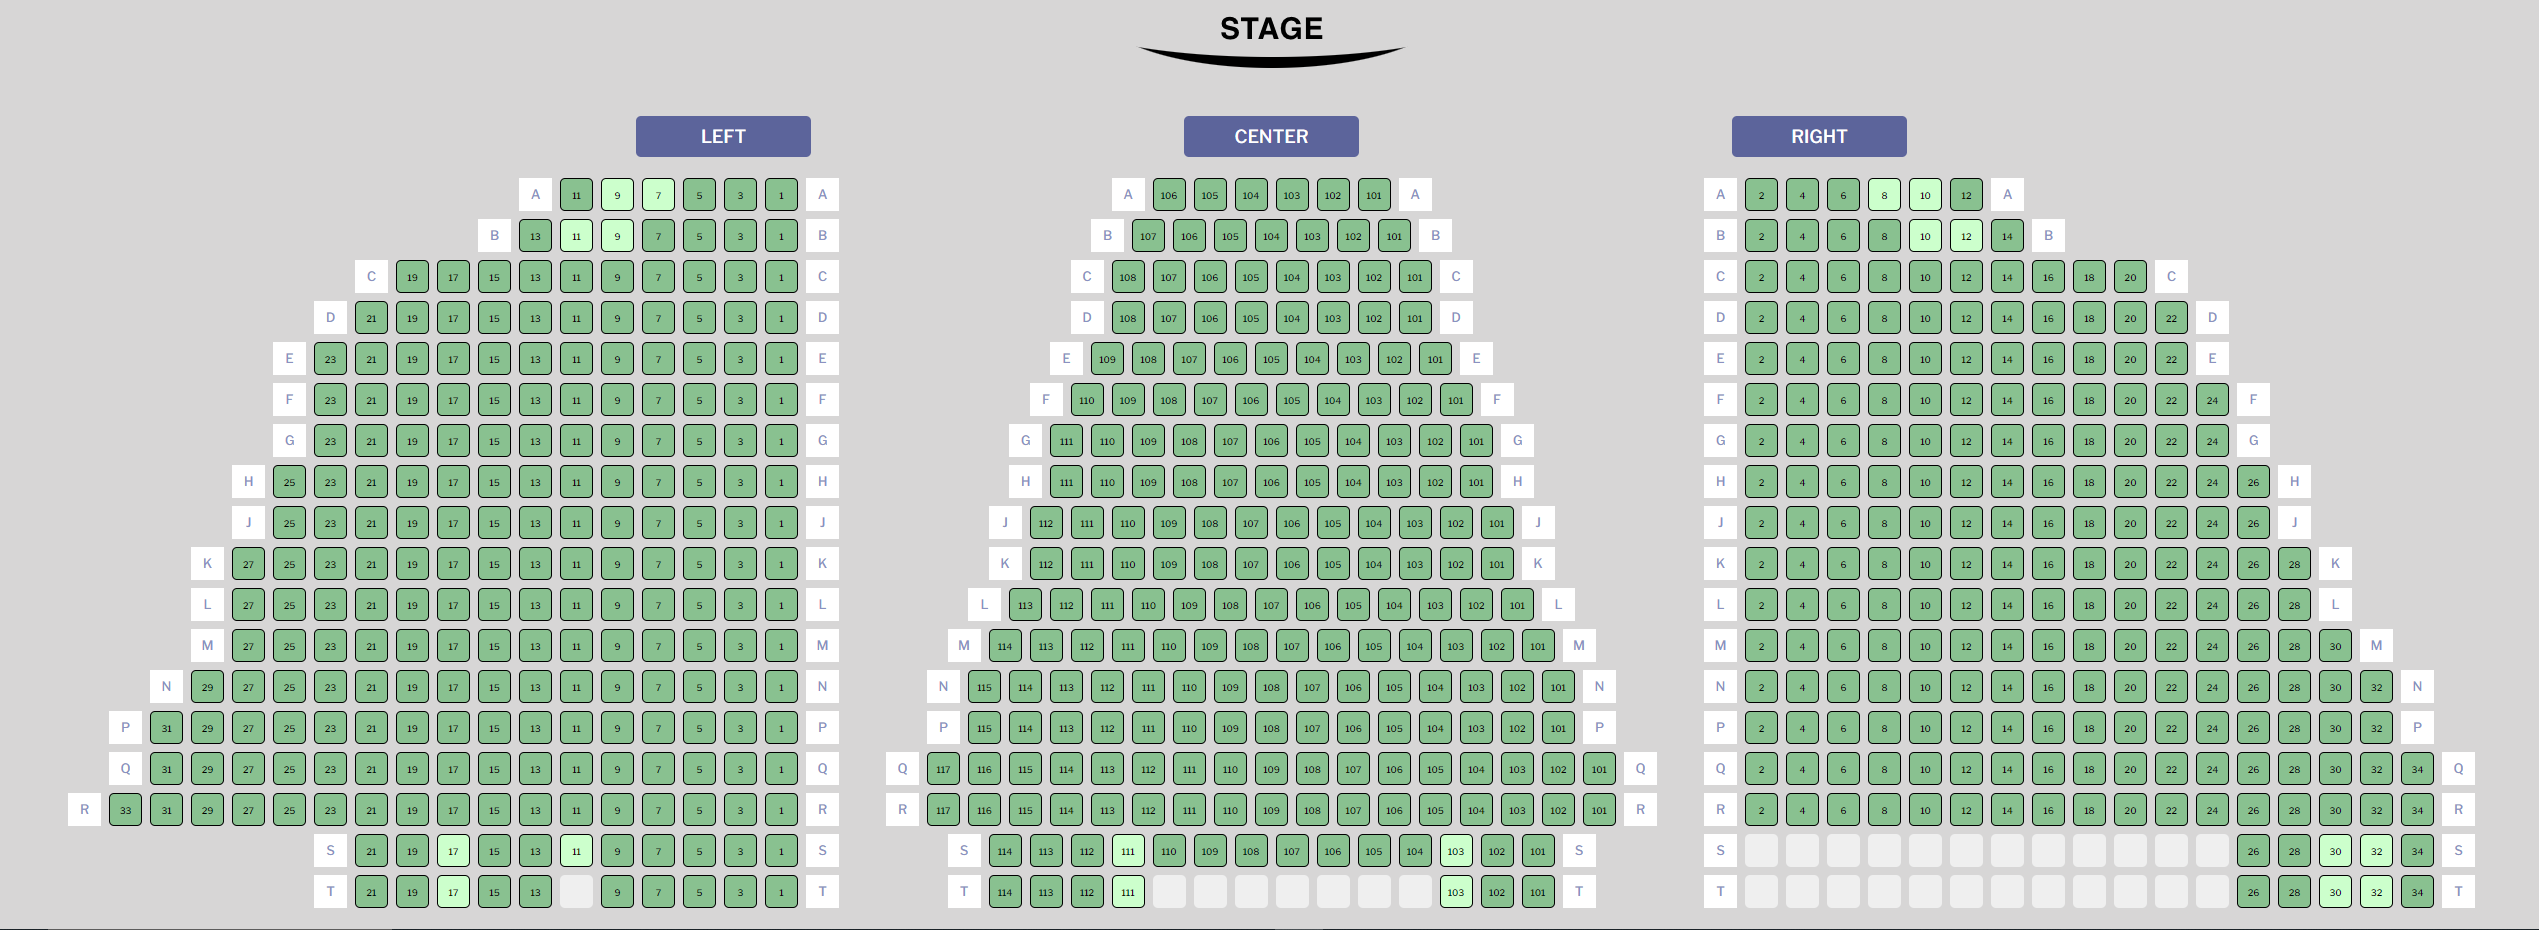 STAGE
LEFT CENTER RIGHT
A 11 9 7 5 3 1 A A 106 105 104 103 102 101 A A 2 4 6 8 10 12 A
B 13 11 9 7 5 3 1 B B 107 106 105 104 103 102 101 B B 2 4 6 8 10 12 14 B
C 19 17 15 13 11 9 7 5 3 1 C C 108 107 106 105 104 103 102 101 C C 2 4 6 8 10 12 14 16 18 20 C
D 21 19 17 15 13 11 9 7 5 3 1 D D 108 107 106 105 104 103 102 101 D D 2 4 6 8 10 12 14 16 18 20 22 D
E 23 21 19 17 15 13 11 9 7 5 3 1 E E 109 108 107 106 105 104 103 102 101 E E 2 4 6 8 10 12 14 16 18 20 22 E
F 23 21 19 17 15 13 11 9 7 5 3 1 F F 110 109 108 107 106 105 104 103 102 101 F F 2 4 6 8 10 12 14 16 18 20 22 24 F
G 23 21 19 17 15 13 11 9 7 5 3 1 G G 111 110 109 108 107 106 105 104 103 102 101 G G 2 4 6 8 10 12 14 16 18 20 22 24 G
H 25 23 21 19 17 15 13 11 9 7 5 3 1 H H 111 110 109 108 107 106 105 104 103 102 101 H H 2 4 6 8 10 12 14 16 18 20 22 24 26 H
J 25 23 21 19 17 15 13 11 9 7 5 3 1 J J 112 111 110 109 108 107 106 105 104 103 102 101 J J 2 4 6 8 10 12 14 16 18 20 22 24 26 J
K 27 25 23 21 19 17 15 13 11 9 7 5 3 1 K K 112 111 110 109 108 107 106 105 104 103 102 101 K K 2 4 6 8 10 12 14 16 18 20 22 24 26 28 K
L 27 25 23 21 19 17 15 13 11 9 7 5 3 1 L L 113 112 111 110 109 108 107 106 105 104 103 102 101 L L 2 4 6 8 10 12 14 16 18 20 22 24 26 28 L
M 27 25 23 21 19 17 15 13 11 9 7 5 3 1 M M 114 113 112 111 110 109 108 107 106 105 104 103 102 101 M M 2 4 6 8 10 12 14 16 18 20 22 24 26 28 30 M
N 29 27 25 23 21 19 17 15 13 11 9 7 5 3 1 N N 115 114 113 112 111 110 109 108 107 106 105 104 103 102 101 N N 2 4 6 8 10 12 14 16 18 20 22 24 26 28 30 32 N
P 31 29 27 25 23 21 19 17 15 13 11 9 7 5 3 1 P P 115 114 113 112 111 110 109 108 107 106 105 104 103 102 101 P P 2 4 6 8 10 12 14 16 18 20 22 24 26 28 30 32 P
Q 31 29 27 25 23 21 19 17 15 13 11 9 7 5 3 1 Q Q 117 116 115 114 113 112 111 110 109 108 107 106 105 104 103 102 101 Q Q 2 4 6 8 10 12 14 16 18 20 22 24 26 28 30 32 34 Q
R 33 31 29 27 25 23 21 19 17 15 13 11 9 7 5 3 1 R R 117 116 115 114 113 112 111 110 109 108 107 106 105 104 103 102 101 R R 2 4 6 8 10 12 14 16 18 20 22 24 26 28 30 32 34 R
S 21 19 17 15 13 11 9 7 5 3 1 S S 114 113 112 111 110 109 108 107 106 105 104 103 102 101 S S 26 28 30 32 34 S
T 21 19 17 15 13 9 7 5 3 1 T T 114 113 112 111 103 102 101 T T 26 28 30 32 34 T